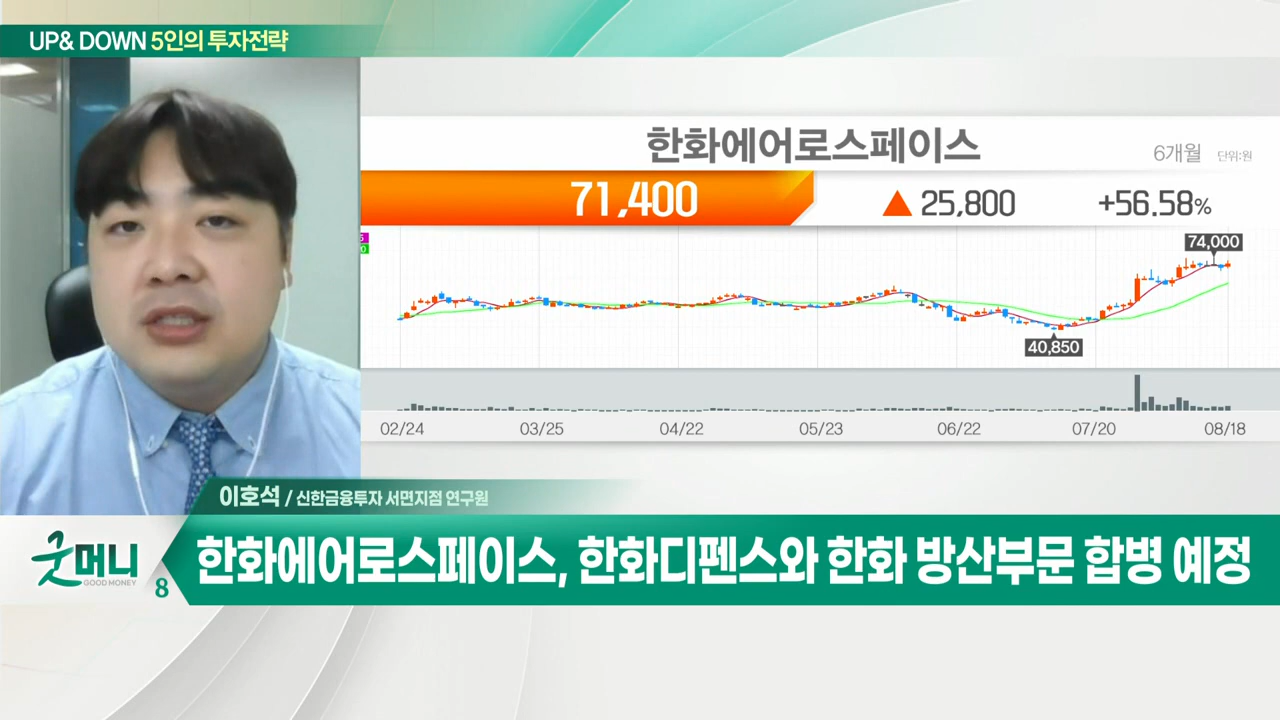 UP& DOWN 5인의 투자전략
한화에어로스페이스
6개월 단위:원
71,400 ▲ 25,800 +56.58%
74,000
40,850
02/24 03/25 04/22 05/23 06/22 07/20 08/18
이호석 / 신한금융투자 서면지점 연구원
굿머니
GOOD MONEY
8
한화에어로스페이스, 한화디펜스와 한화 방산부문 합병 예정